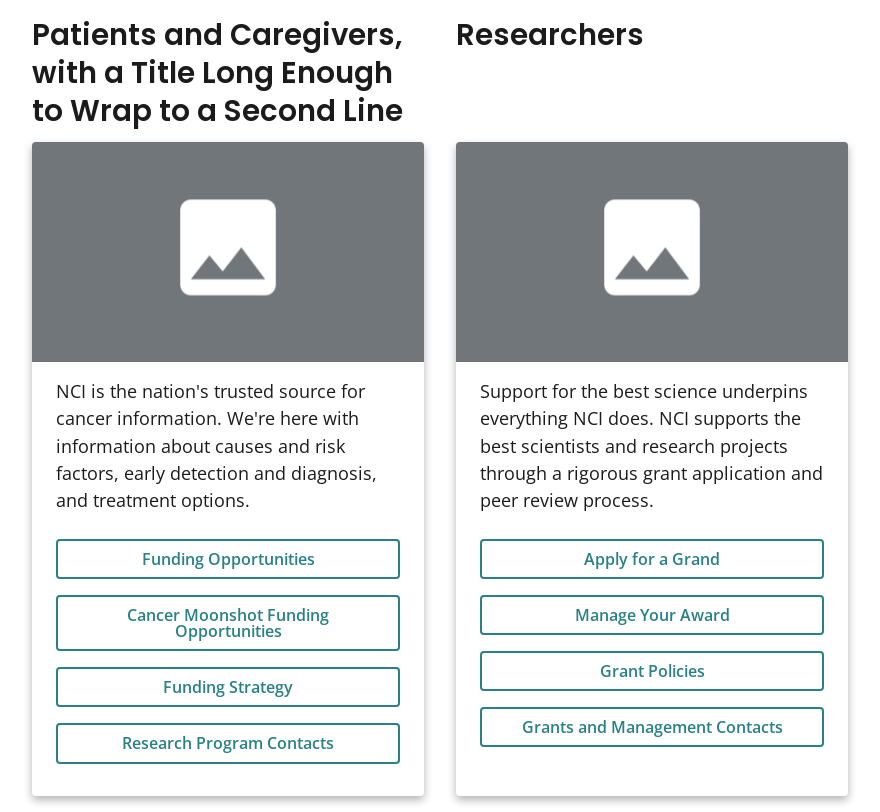 Patients and Caregivers,
with a Title Long Enough
to Wrap to a Second Line
NCI is the nation's trusted source for
cancer information. We're here with
information about causes and risk
factors, early detection and diagnosis,
and treatment options.
Funding Opportunities
Cancer Moonshot Funding
Opportunities
Funding Strategy
Research Program Contacts
Researchers
Support for the best science underpins
everything NCI does. NCI supports the
best scientists and research projects
through a rigorous grant application and
peer review process.
Apply for a Grand
Manage Your Award
Grant Policies
Grants and Management Contacts